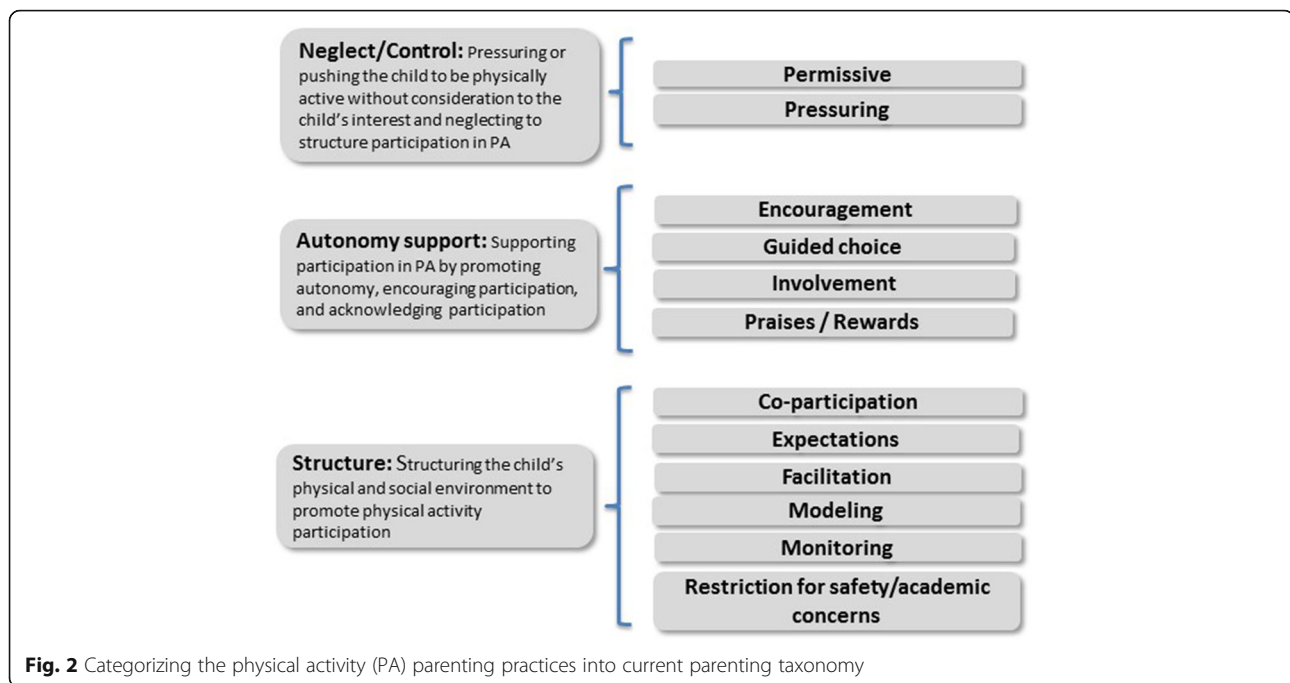 Neglect/Control: Pressuring or
pushing the child to be physically
active without consideration to the
child's interest and neglecting to
structure participation in PA
Permissive
Pressuring
Autonomy support: Supporting
participation in PA by promoting
autonomy, encouraging participation,
and acknowledging participation
Encouragement
Guided choice
Involvement
Praises / Rewards
Structure: Structuring the child's
physical and social environment to
promote physical activity
participation
Co-participation
Expectations
Facilitation
Modeling
Monitoring
Restriction for safety/academic
concerns
Fig. 2 Categorizing the physical activity (PA) parenting practices into current parenting taxonomy